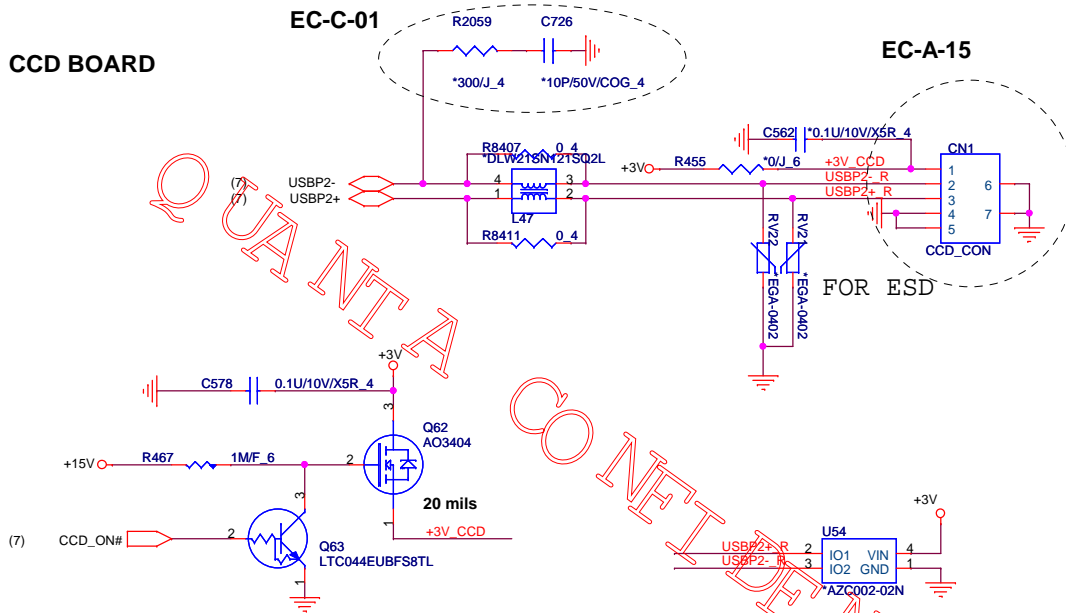 EC-C-01
R2059
C726
*300/J_4
*10P/50V/COG_4
CCD BOARD
EC-A-15
C562
*0.1U/10V/X5R_4
CN1
R8407
0_4
*DLW21SN121SQ2L
+3V
R455
*0/J_6
+3V_CCD
1
(7)
USBP2-
4
3
USBP2-_R
2
6
(7)
USBP2+
1
2
USBP2+_R
3
L47
4
7
5
R8411
0_4
CCD_CON
RV22
RV21
*EGA-0402
*EGA-0402
FOR ESD
QUANTA
CONFIDEN
+3V
C578
0.1U/10V/X5R_4
3
Q62
AO3404
+15V
R467
1M/F_6
2
20 mils
1
+3V_CCD
3
(7)
CCD_ON#
2
Q63
LTC044EUBFS8TL
1
+3V
U54
USBP2+_R
2
IO1
VIN
4
USBP2-_R
3
IO2
GND
1
*AZC002-02N